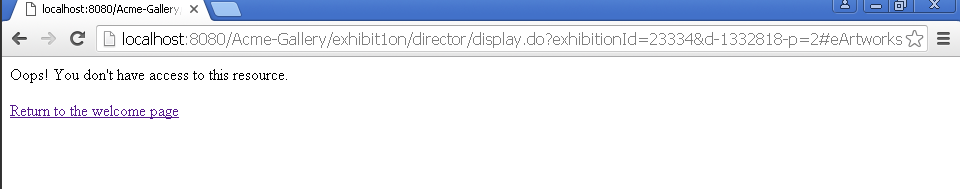 localhost:8080/Acme-Gallery
localhost:8080/Acme-Gallery/exhibit1on/director/display.do?exhibitionId=23334&d-1332818-p=2#eArtworks
Oops! You don't have access to this resource.
Return to the welcome page